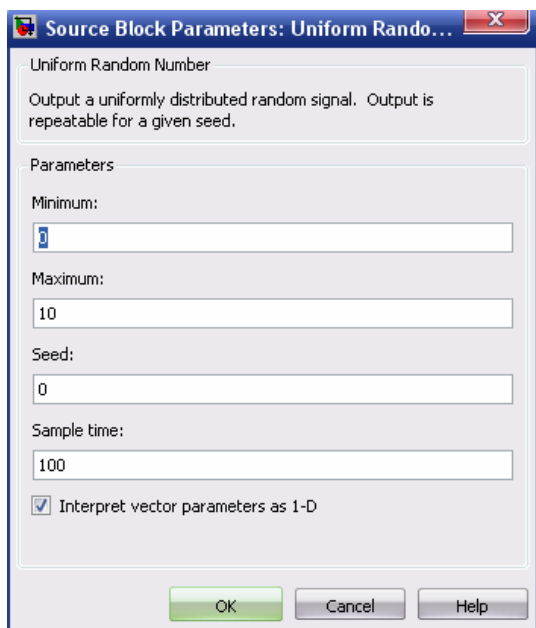 Source Block Parameters: Uniform Rando...
Uniform Random Number
Output a uniformly distributed random signal. Output is
repeatable for a given seed.
Parameters
Minimum:
0
Maximum:
10
Seed:
0
Sample time:
100
Interpret vector parameters as 1-D
OK Cancel Help